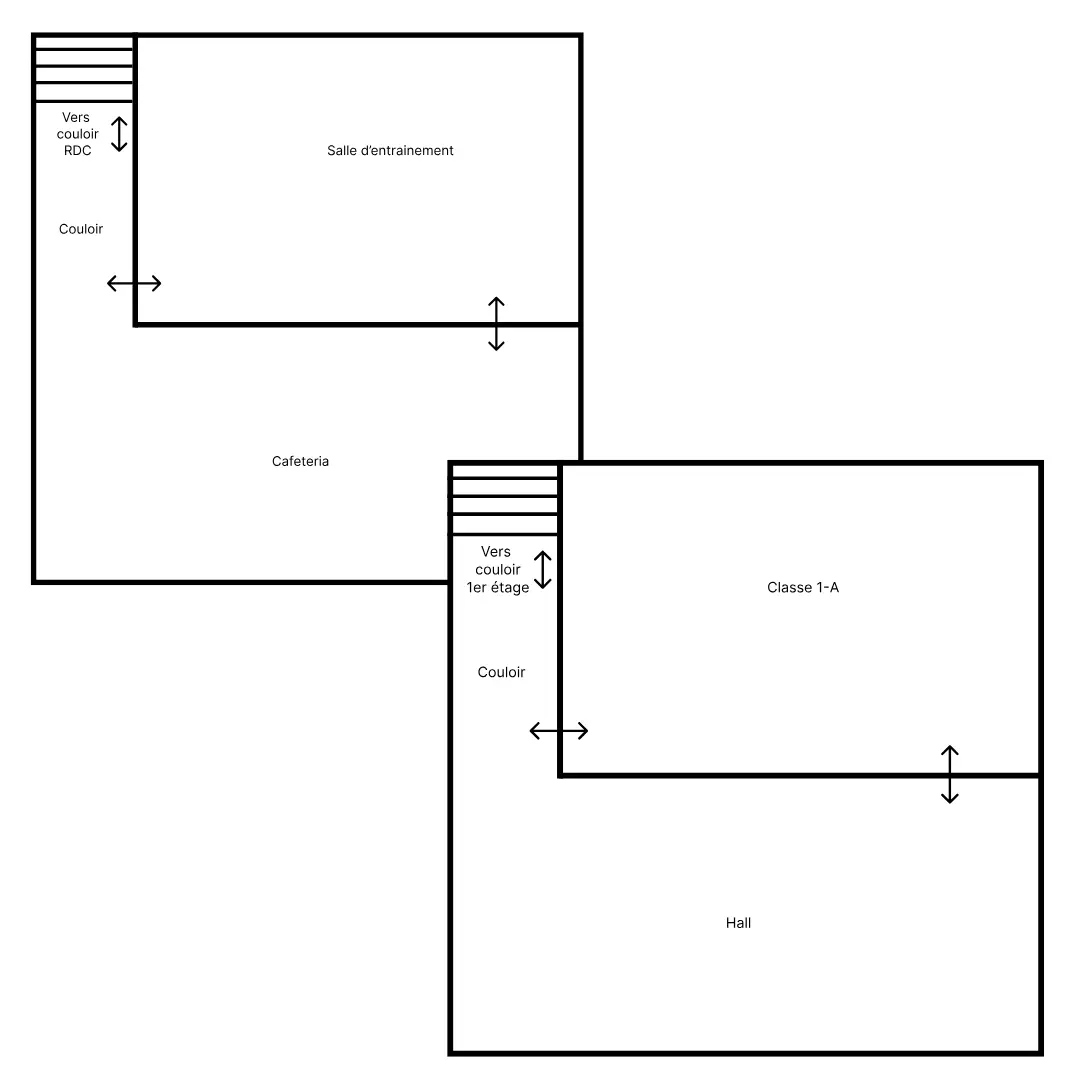 Vers
couloir
RDC
Salle d’entrainement
Couloir
Cafeteria
Vers
couloir
1er étage
Classe 1-A
Couloir
Hall